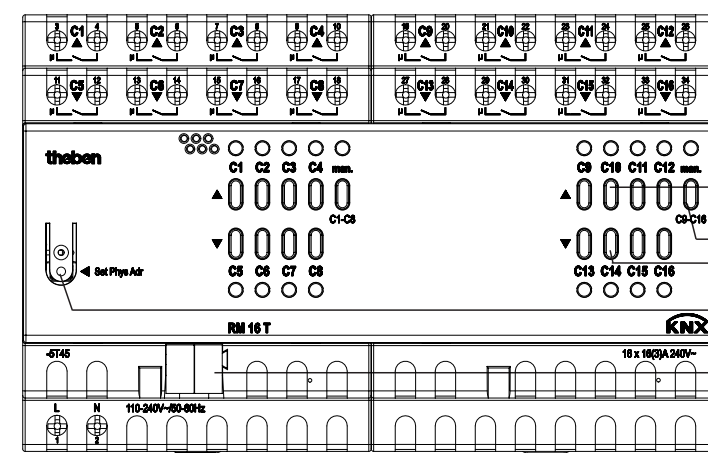 3 C1 4 5 C2 6 7 C3 8 9 C4 10 19 C9 20 21 C10 22 23 C11 24 25 C12 26
µ µ µ µ µ µ µ µ
11 C5 12 13 C6 14 15 C7 16 17 C8 18 27 C13 28 29 C14 30 31 C15 32 33 C16 34
µ µ µ µ µ µ µ µ
theben
C1 C2 C3 C4 man. C9 C10 C11 C12 man.
C1-C8 C9-C16
Set Phys Adr
C5 C6 C7 C8 C13 C14 C15 C16
RM 16 T KNX
-5T45 16 x 16(3)A 240V~
L N 110-240V~/50-60Hz
1 2